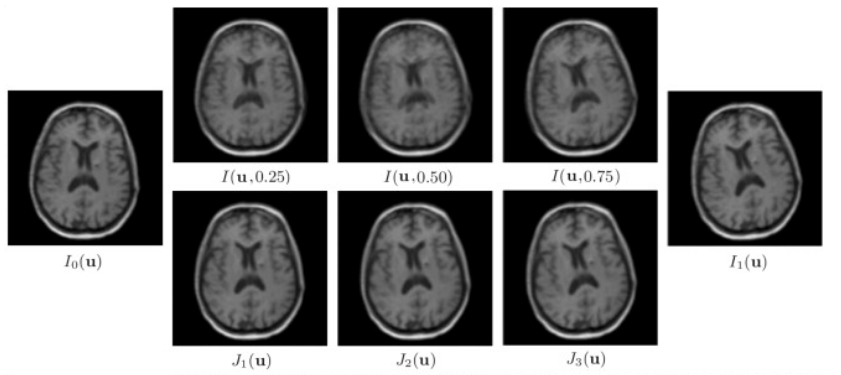 I(u,0.25) I(u,0.50) I(u,0.75)
I₀(u) I₁(u)
J₁(u) J₂(u) J₃(u)